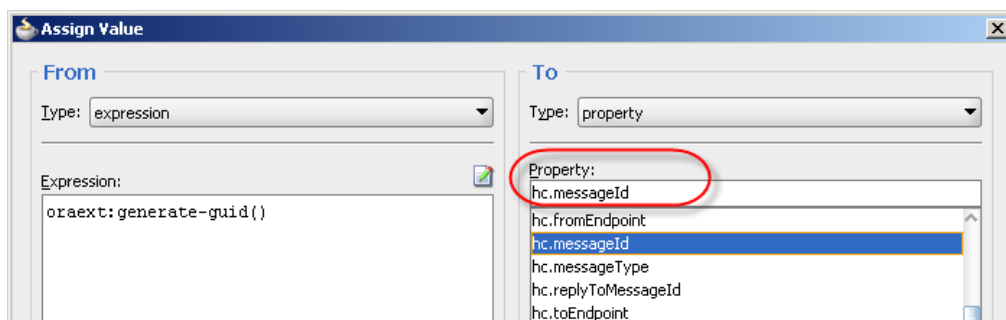 Assign Value
From
To
Type: expression
Type: property
Expression:
Property:
hc.messageId
oraext:generate-guid()
hc.fromEndpoint
hc.messageId
hc.messageType
hc.replyToMessageId
hc.toEndpoint